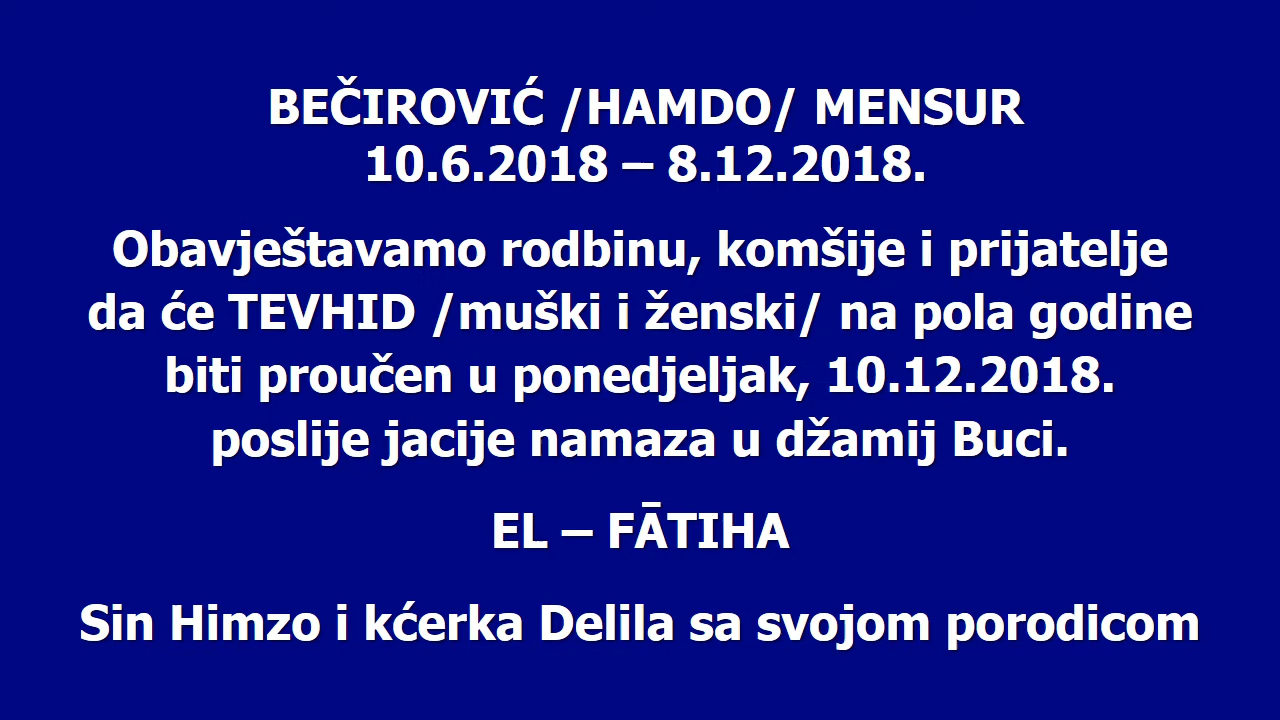 BEČIROVIĆ /HAMDO/ MENSUR
10.6.2018 – 8.12.2018.
Obavještavamo rodbinu, komšije i prijatelje
da će TEVHID /muški i ženski/ na pola godine
biti proučen u ponedjeljak, 10.12.2018.
poslije jacije namaza u džamij Buci.
EL – FĀTIHA
Sin Himzo i kćerka Delila sa svojom porodicom